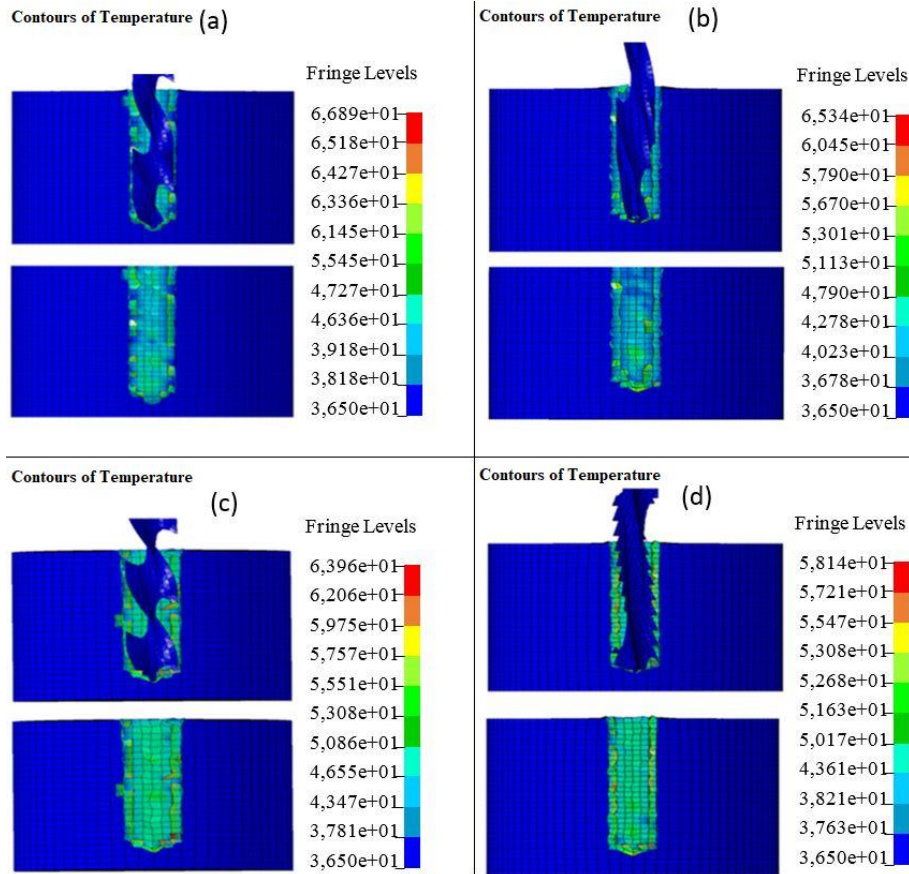 Contours of Temperature
(a)
Fringe Levels
6,689e+01
6,518e+01
6,427e+01
6,336e+01
6,145e+01
5,545e+01
4,727e+01
4,636e+01
3,918e+01
3,818e+01
3,650e+01
Contours of Temperature
(b)
Fringe Levels
6,534e+01
6,045e+01
5,790e+01
5,670e+01
5,301e+01
5,113e+01
4,790e+01
4,278e+01
4,023e+01
3,678e+01
3,650e+01
Contours of Temperature
(c)
Fringe Levels
6,396e+01
6,206e+01
5,975e+01
5,757e+01
5,551e+01
5,308e+01
5,086e+01
4,655e+01
4,347e+01
3,781e+01
3,650e+01
Contours of Temperature
(d)
Fringe Levels
5,814e+01
5,721e+01
5,547e+01
5,308e+01
5,268e+01
5,163e+01
5,017e+01
4,361e+01
3,821e+01
3,763e+01
3,650e+01